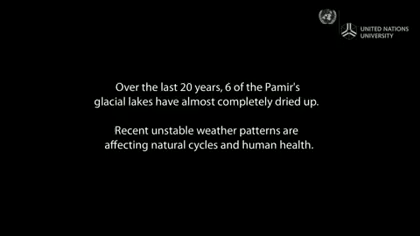 UNITED NATIONS
UNIVERSITY
Over the last 20 years, 6 of the Pamir's
glacial lakes have almost completely dried up.
Recent unstable weather patterns are
affecting natural cycles and human health.